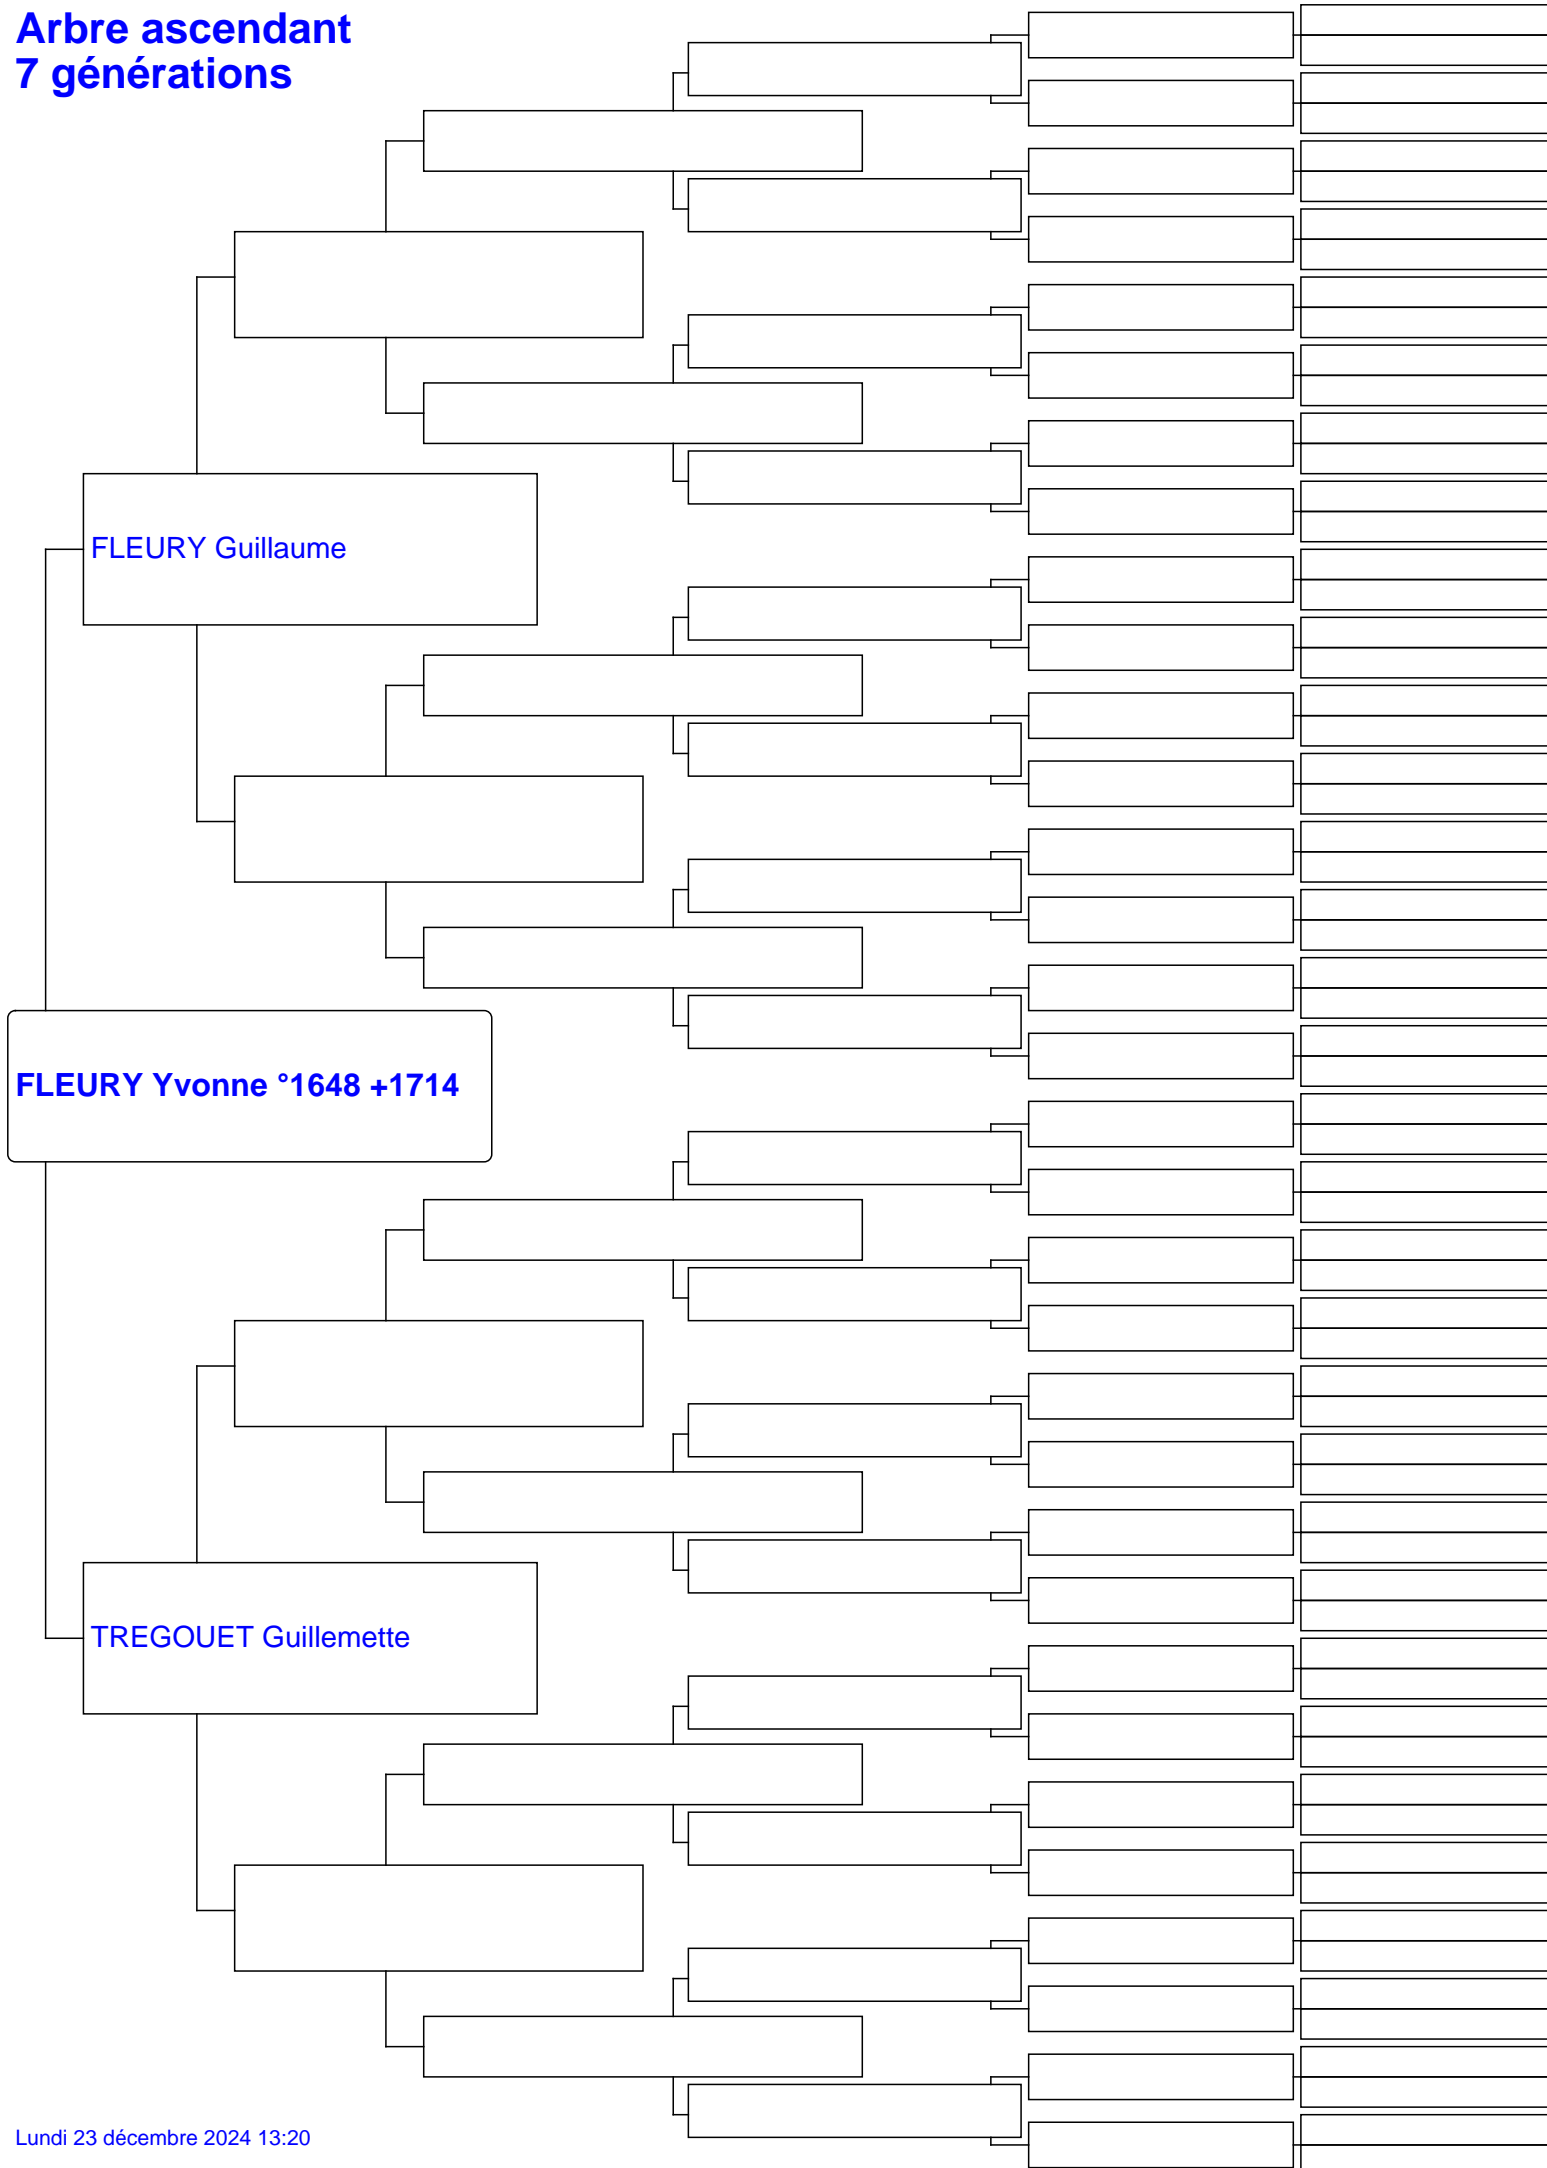 Arbre ascendant
7 générations
FLEURY Guillaume
FLEURY Yvonne °1648 +1714
TREGOUET Guillemette
Lundi 23 décembre 2024 13:20